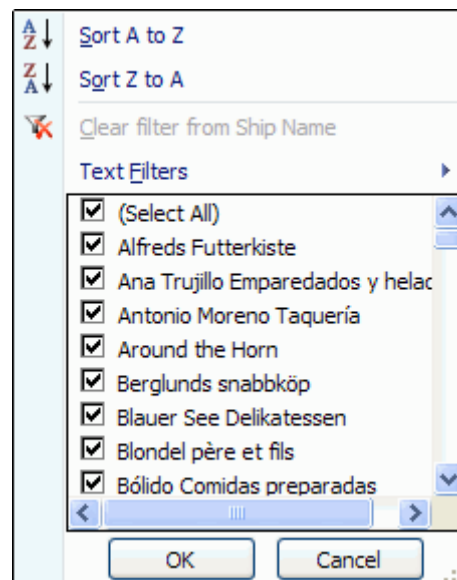 Sort A to Z
Sort Z to A
Clear filter from Ship Name
Text Filters
(Select All)
Alfreds Futterkiste
Ana Trujillo Emparedados y helac
Antonio Moreno Taquería
Around the Horn
Berglunds snabbköp
Blauer See Delikatessen
Blondel père et fils
Bólido Comidas preparadas
OK Cancel